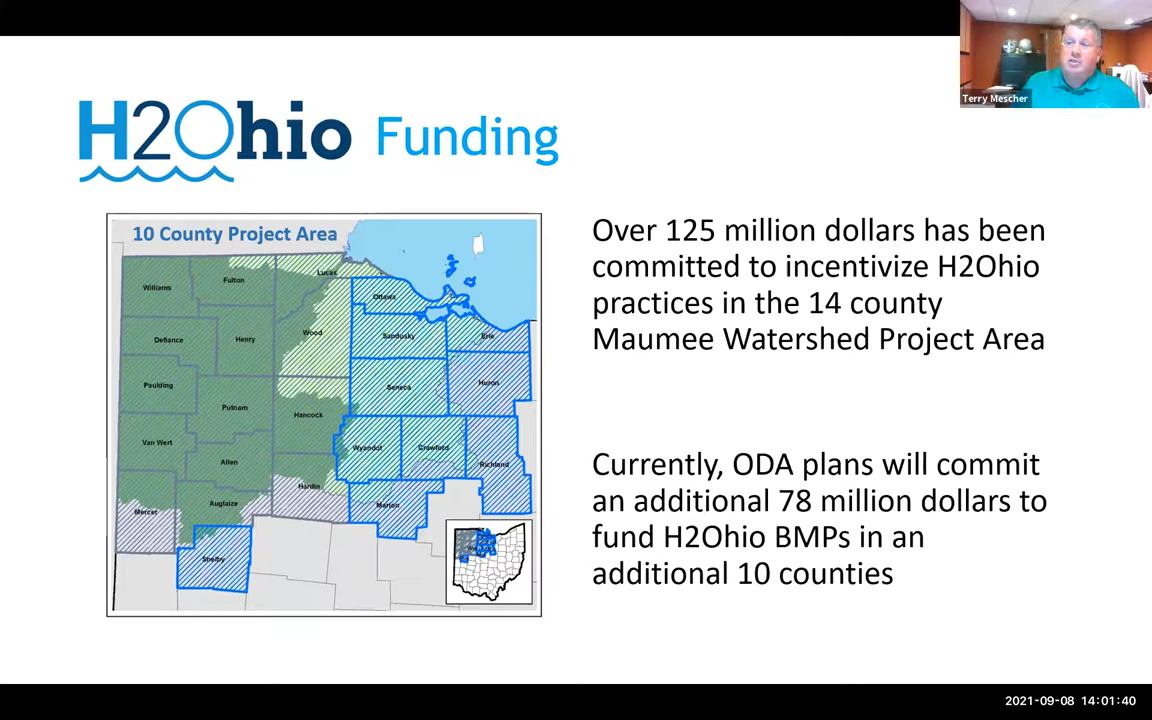 Terry Mescher
H2Ohio Funding
10 County Project Area
Over 125 million dollars has been
committed to incentivize H2Ohio
practices in the 14 county
Maumee Watershed Project Area
Currently, ODA plans will commit
an additional 78 million dollars to
fund H2Ohio BMPs in an
additional 10 counties
Williams
Fulton
Lucas
Ottawa
Defiance
Henry
Wood
Sandusky
Erie
Paulding
Putnam
Hancock
Seneca
Huron
Van Wert
Allen
Wyandot
Crawford
Richland
Mercer
Auglaize
Hardin
Marion
Shelby
2021-09-08 14:01:40